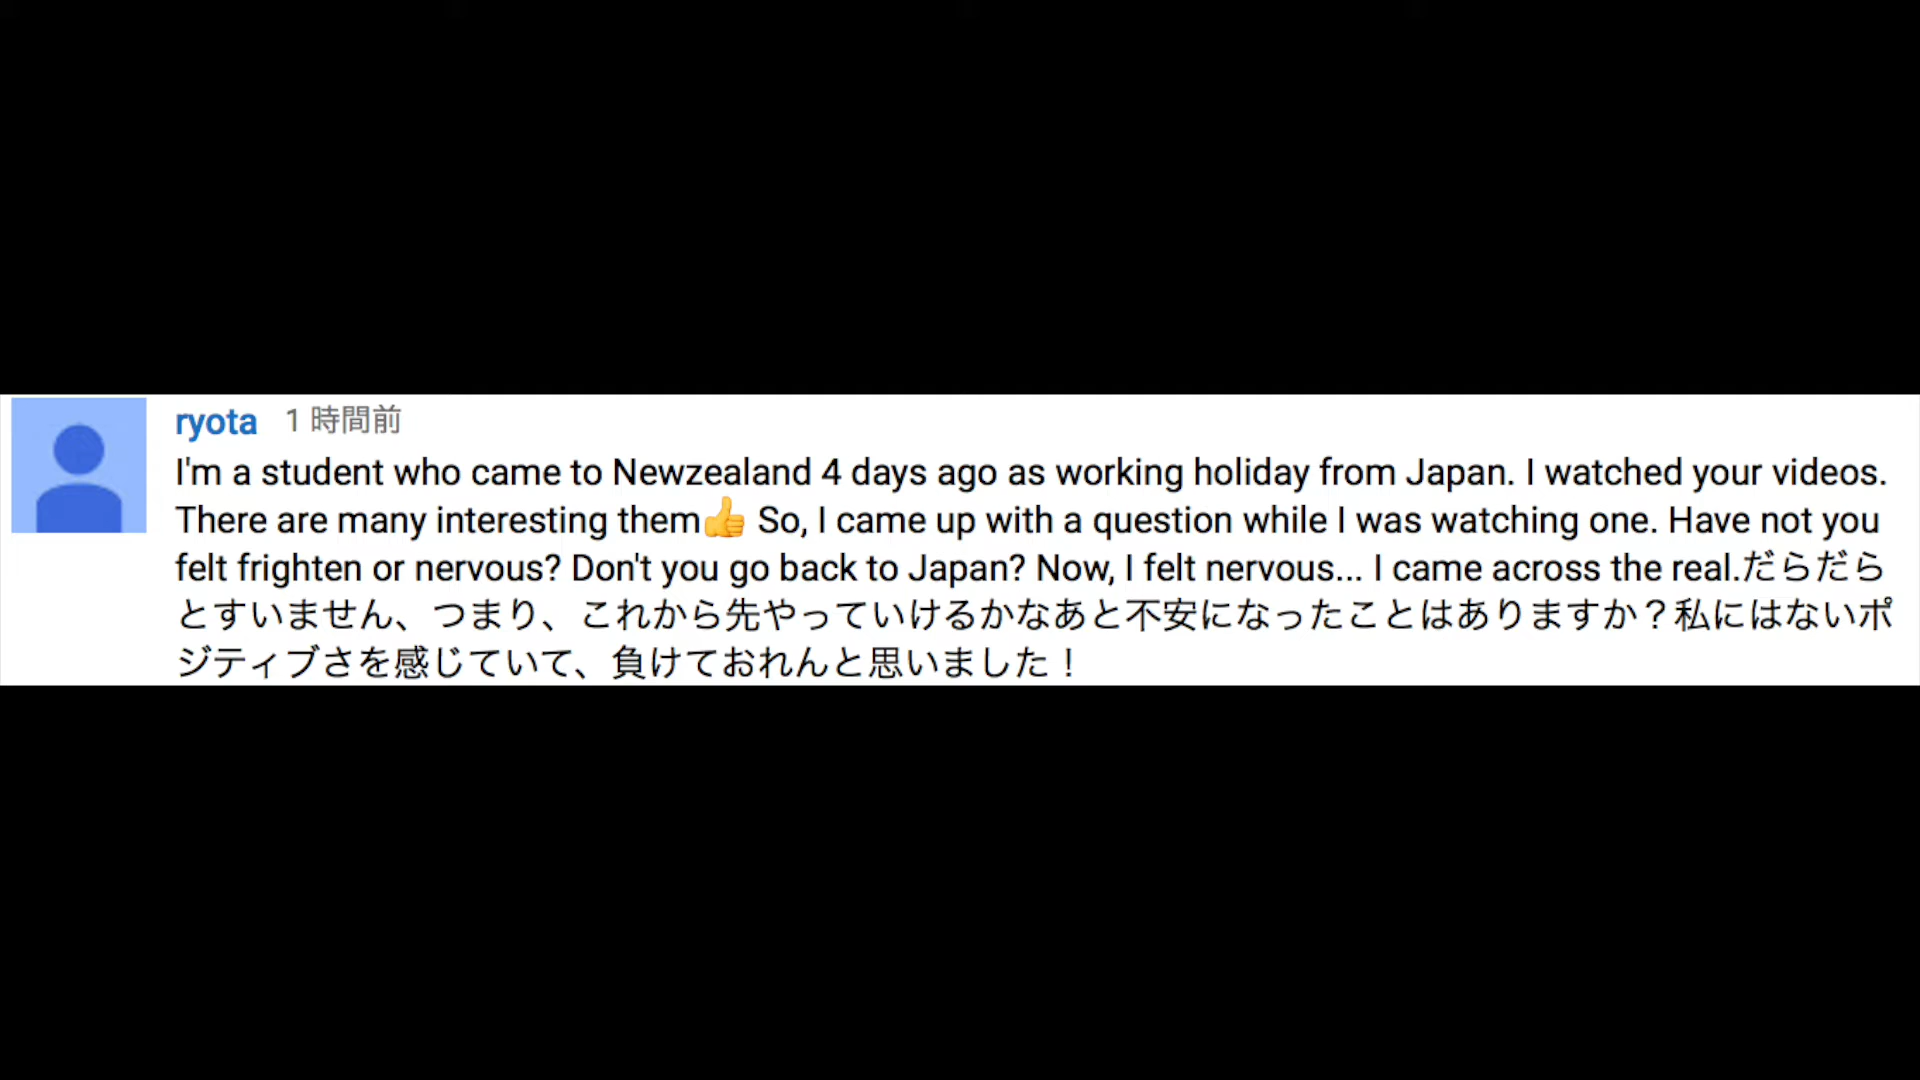 ryota 1 時間前
I'm a student who came to Newzealand 4 days ago as working holiday from Japan. I watched your videos.
There are many interesting them👍 So, I came up with a question while I was watching one. Have not you
felt frighten or nervous? Don't you go back to Japan? Now, I felt nervous... I came across the real.だらだら
とすいません、つまり、これから先やっていけるかなあと不安になったことはありますか？私にはないポ
ジティブさを感じていて、負けておれんと思いました！